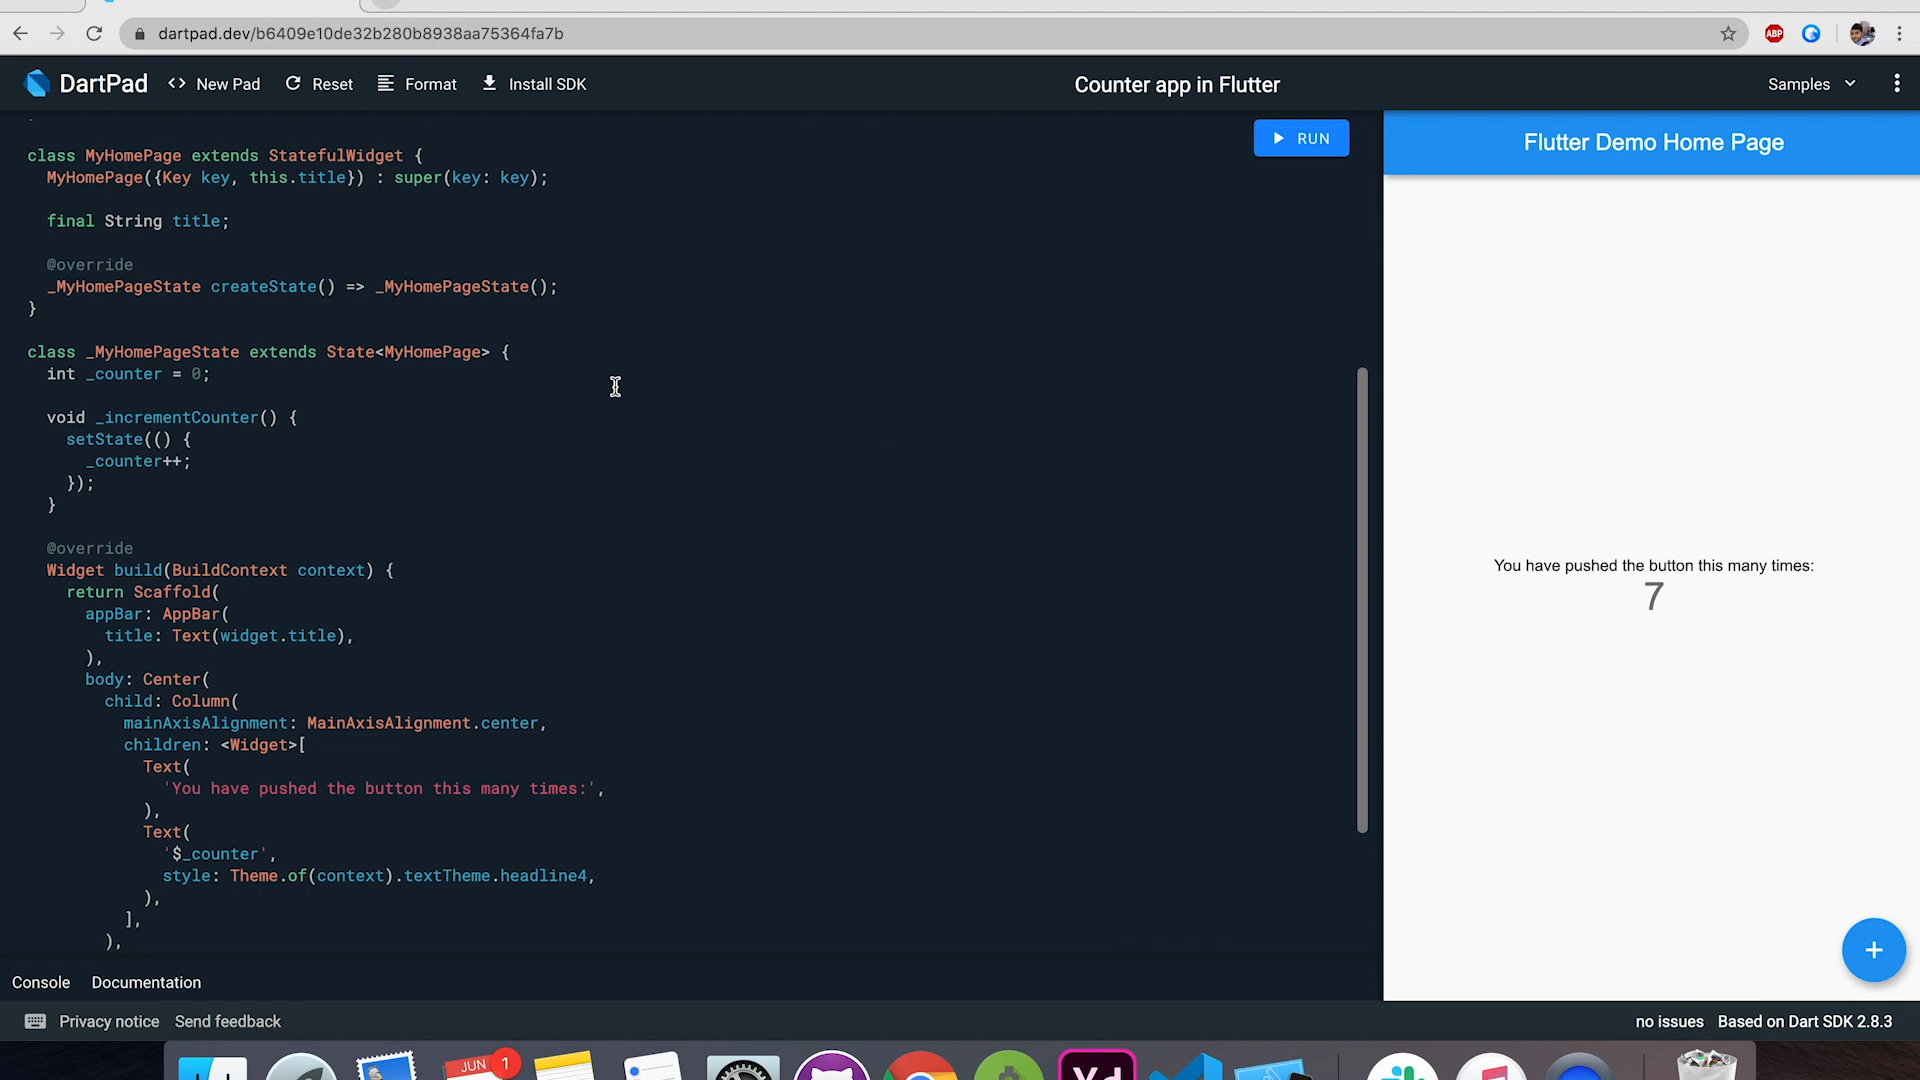 dartpad.dev/b6409e10de32b280b8938aa75364fa7b
ABP
DartPad
<> New Pad
Reset
Format
Install SDK
Counter app in Flutter
Samples
RUN
class MyHomePage extends StatefulWidget {
  MyHomePage({Key key, this.title}) : super(key: key);
  final String title;
  @override
  _MyHomePageState createState() => _MyHomePageState();
}
class _MyHomePageState extends State<MyHomePage> {
  int _counter = 0;
  void _incrementCounter() {
    setState(() {
      _counter++;
    });
  }
  @override
  Widget build(BuildContext context) {
    return Scaffold(
      appBar: AppBar(
        title: Text(widget.title),
      ),
      body: Center(
        child: Column(
          mainAxisAlignment: MainAxisAlignment.center,
          children: <Widget>[
            Text(
              'You have pushed the button this many times:',
            ),
            Text(
              '$_counter',
              style: Theme.of(context).textTheme.headline4,
            ),
          ],
        ),
Flutter Demo Home Page
You have pushed the button this many times:
7
+
Console
Documentation
Privacy notice
Send feedback
no issues
Based on Dart SDK 2.8.3
JUN
1
Xd